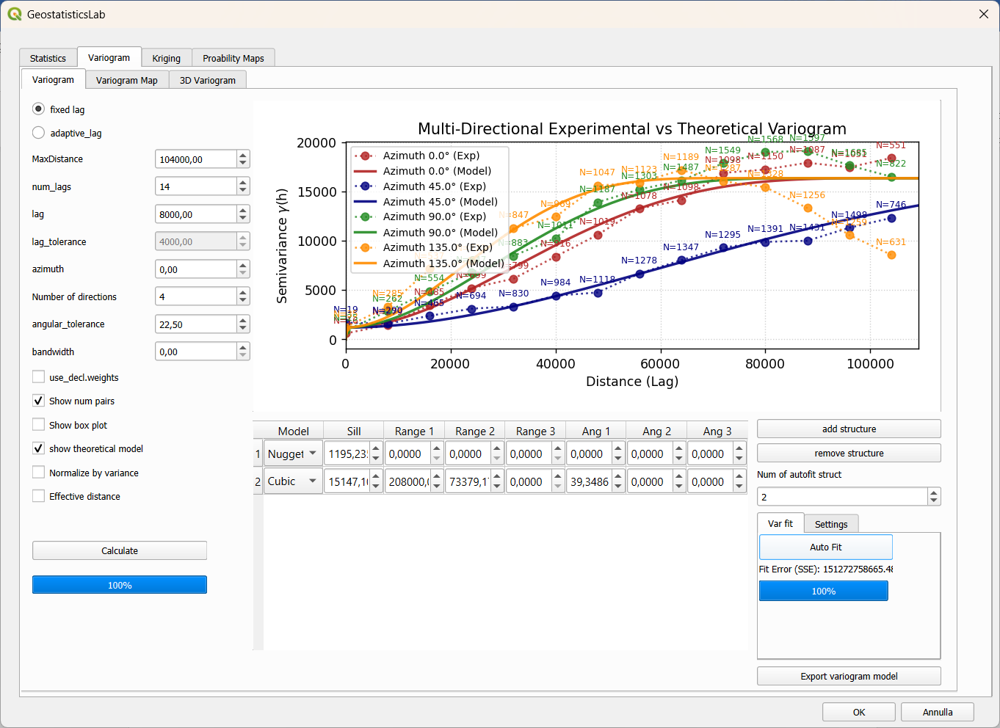 GeostatisticsLab
Statistics
Variogram
Kriging
Proability Maps
Variogram
Variogram Map
3D Variogram
fixed lag
adaptive_lag
MaxDistance
104000,00
num_lags
14
lag
8000,00
lag_tolerance
4000,00
azimuth
0,00
Number of directions
4
angular_tolerance
22,50
bandwidth
0,00
use_decl.weights
Show num pairs
Show box plot
show theoretical model
Normalize by variance
Effective distance
Calculate
100%
Multi-Directional Experimental vs Theoretical Variogram
Semivariance γ(h)
20000
15000
10000
5000
0
0
20000
40000
60000
80000
100000
Distance (Lag)
Azimuth 0.0° (Exp)
Azimuth 0.0° (Model)
Azimuth 45.0° (Exp)
Azimuth 45.0° (Model)
Azimuth 90.0° (Exp)
Azimuth 90.0° (Model)
Azimuth 135.0° (Exp)
Azimuth 135.0° (Model)
N=1568
N=1597
N=551
N=1189
N=1549
N=1087
N=1047
N=1123
N=1098
N=1150
N=822
N=1303
N=1487
N=1287
N=1187
N=1078
N=1098
N=1256
N=746
N=847
N=969
N=1011
N=1019
N=1498
N=883
N=916
N=1295
N=1391
N=1431
N=631
N=799
N=1347
N=554
N=1278
N=285
N=485
N=984
N=1118
N=262
N=465
N=694
N=830
N=19
N=290
Model
Sill
Range 1
Range 2
Range 3
Ang 1
Ang 2
Ang 3
1
Nugget
1195,23
0,0000
0,0000
0,0000
0,0000
0,0000
0,0000
2
Cubic
15147,1
208000,
73379,1
0,0000
39,3486
0,0000
0,0000
add structure
remove structure
Num of autofit struct
2
Var fit
Settings
Auto Fit
Fit Error (SSE): 151272758665.48
100%
Export variogram model
OK
Annulla